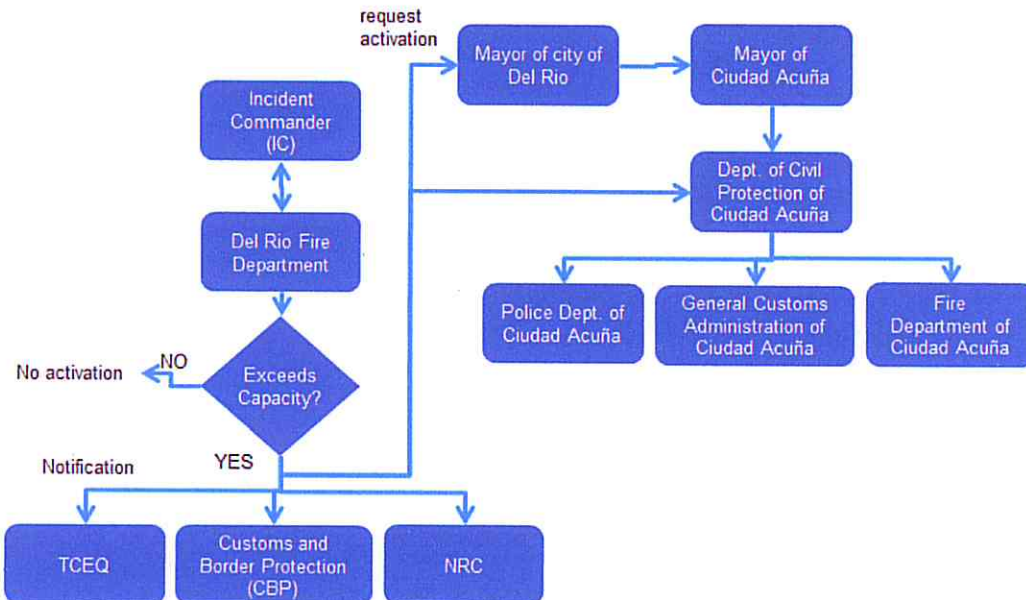 request
activation
Mayor of city of
Del Rio
Mayor of
Ciudad Acuña
Incident
Commander
(IC)
Dept. of Civil
Protection of
Ciudad Acuña
Del Rio Fire
Department
Police Dept. of
Ciudad Acuña
General Customs
Administration of
Ciudad Acuña
Fire
Department of
Ciudad Acuña
NO
No activation
Exceeds
Capacity?
YES
Notification
TCEQ
Customs and
Border Protection
(CBP)
NRC